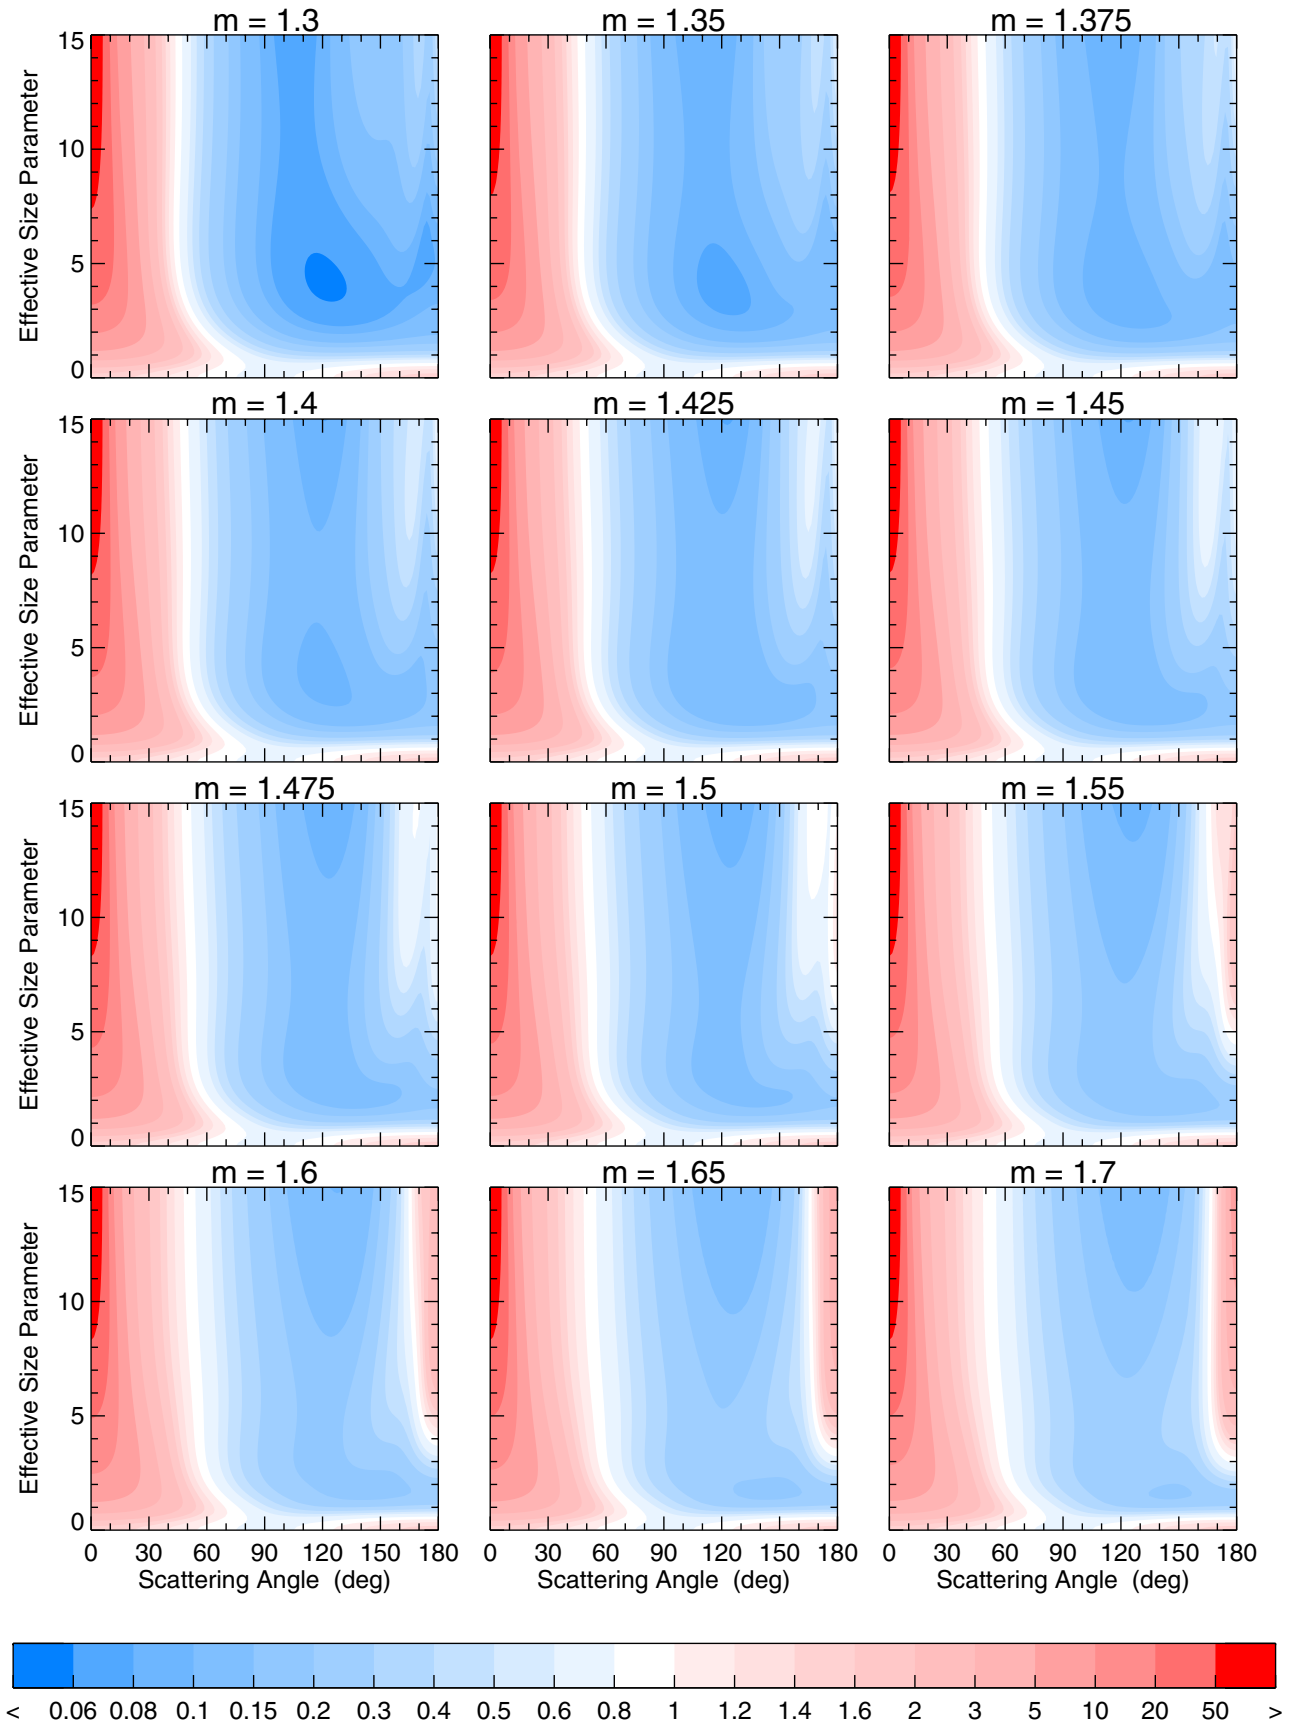 m = 1.3 m = 1.35 m = 1.375
15 10 5 0
Effective Size Parameter
m = 1.4 m = 1.425 m = 1.45
15 10 5 0
Effective Size Parameter
m = 1.475 m = 1.5 m = 1.55
15 10 5 0
Effective Size Parameter
m = 1.6 m = 1.65 m = 1.7
15 10 5 0
Effective Size Parameter
0 30 60 90 120 150 180 0 30 60 90 120 150 180 0 30 60 90 120 150 180
Scattering Angle (deg) Scattering Angle (deg) Scattering Angle (deg)
< 0.06 0.08 0.1 0.15 0.2 0.3 0.4 0.5 0.6 0.8 1 1.2 1.4 1.6 2 3 5 10 20 50 >